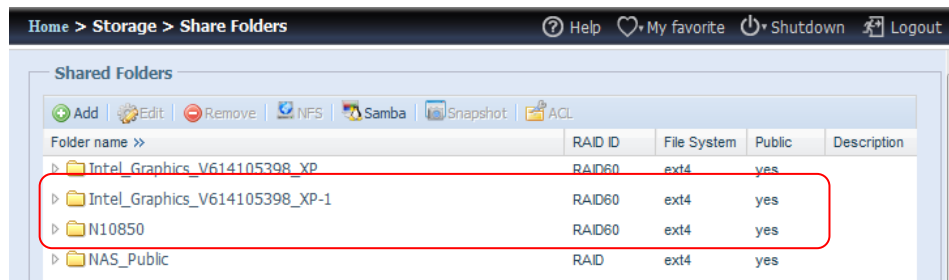 Home > Storage > Share Folders Help My favorite Shutdown Logout
Shared Folders
Add Edit Remove NFS Samba Snapshot ACL
Folder name >> RAID ID File System Public Description
Intel_Graphics_V614105398_XP RAID60 ext4 yes
Intel_Graphics_V614105398_XP-1 RAID60 ext4 yes
N10850 RAID60 ext4 yes
NAS_Public RAID ext4 yes